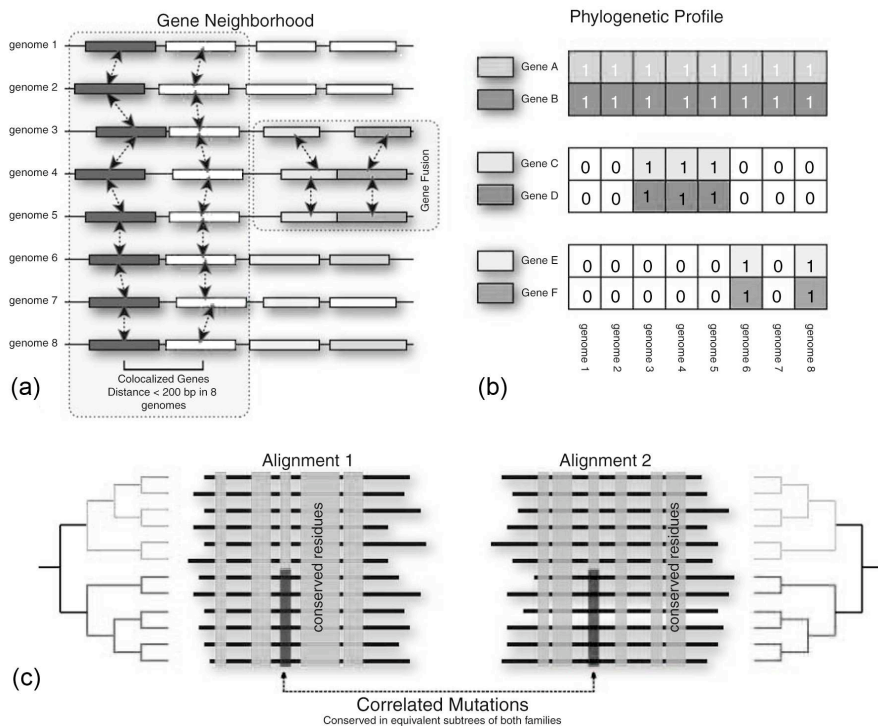 Gene Neighborhood
genome 1
genome 2
genome 3
genome 4
genome 5
genome 6
genome 7
genome 8
Gene Fusion
Colocalized Genes
Distance < 200 bp in 8
genomes
(a)
Phylogenetic Profile
Gene A 1 1 1 1 1 1 1 1
Gene B 1 1 1 1 1 1 1 1
Gene C 0 0 1 1 1 0 0 0
Gene D 0 0 1 1 1 0 0 0
Gene E 0 0 0 0 0 1 0 1
Gene F 0 0 0 0 0 1 0 1
genome 1
genome 2
genome 3
genome 4
genome 5
genome 6
genome 7
genome 8
(b)
Alignment 1
conserved residues
Alignment 2
conserved residues
(c)
Correlated Mutations
Conserved in equivalent subtrees of both families